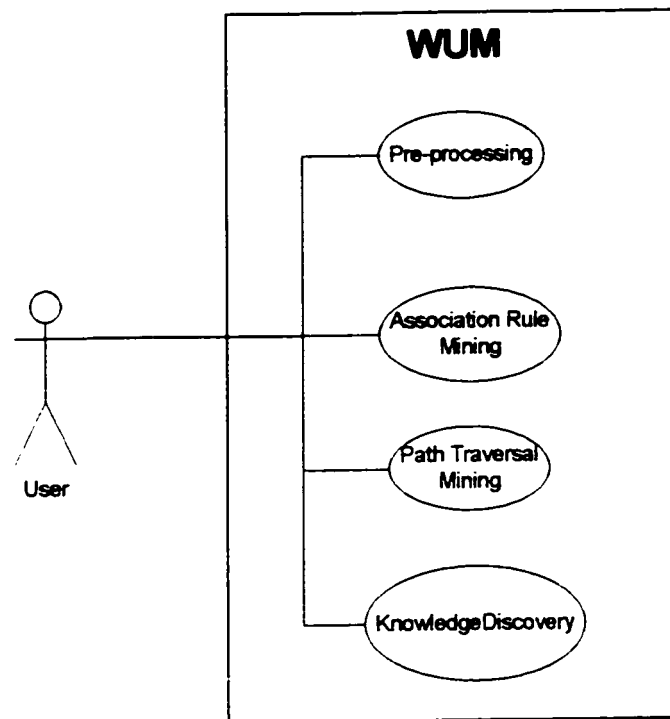 WUM
Pre-processing
Association Rule
Mining
Path Traversal
Mining
User
KnowledgeDiscovery